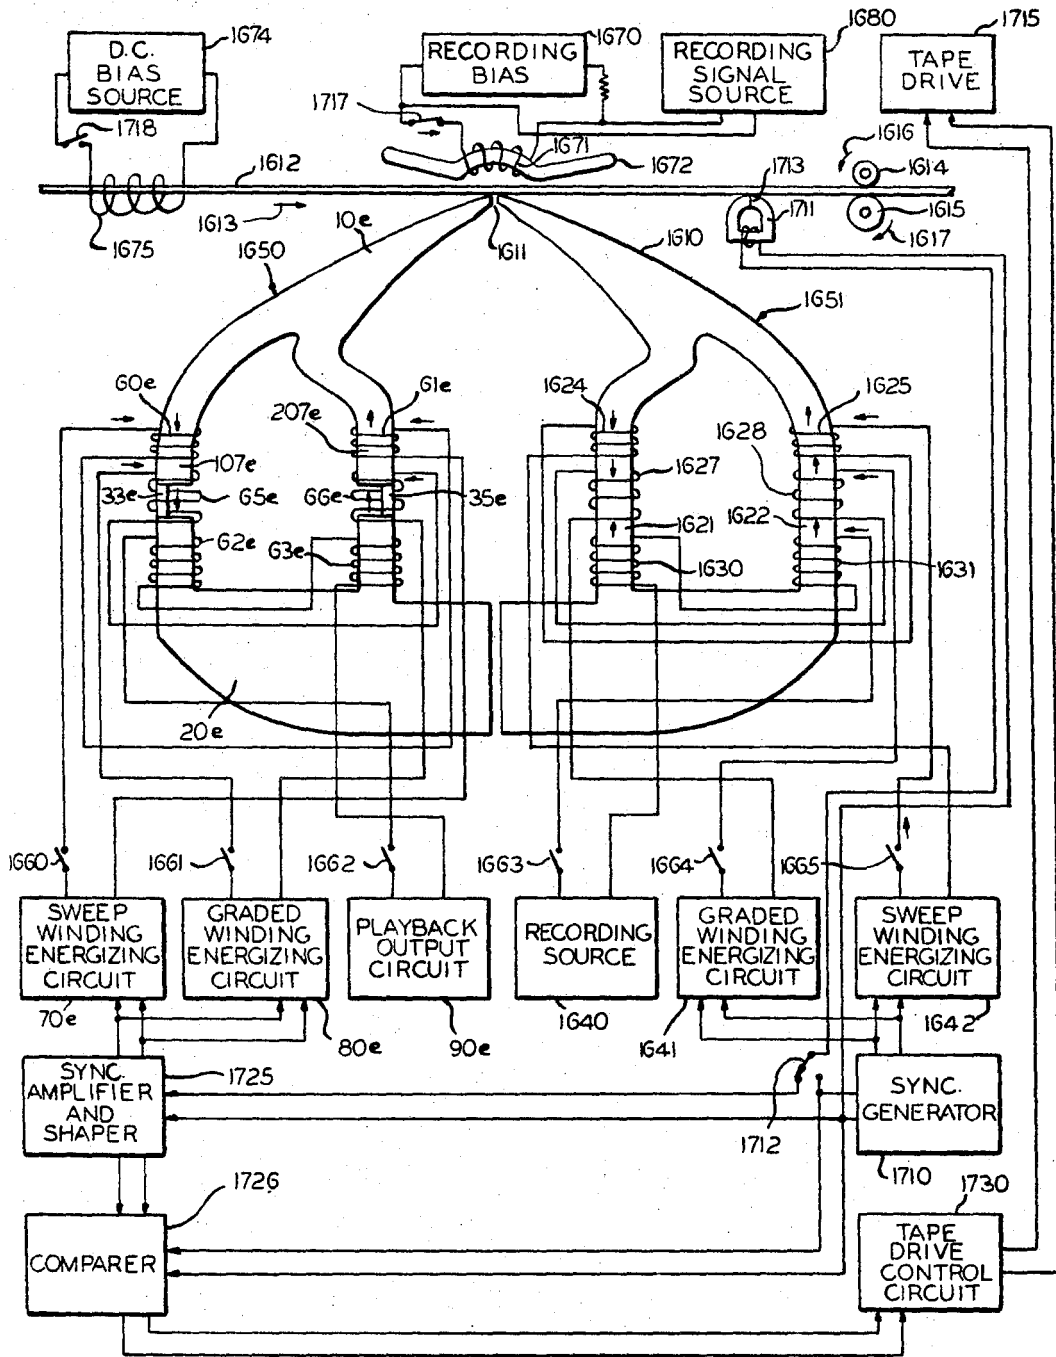 1674
D.C.
BIAS
SOURCE
1718
1670
RECORDING
BIAS
1717
1671
1672
1680
RECORDING
SIGNAL
SOURCE
1715
TAPE
DRIVE
1616
1614
1615
1617
1612
1613
1675
10e
1611
1610
1713
1711
1650
1651
60e
61e
207e
107e
33e
65e
66e
35e
62e
63e
20e
1624
1625
1627
1628
1621
1622
1630
1631
1660
1661
1662
1663
1664
1665
SWEEP
WINDING
ENERGIZING
CIRCUIT
70e
GRADED
WINDING
ENERGIZING
CIRCUIT
80e
PLAYBACK
OUTPUT
CIRCUIT
90e
RECORDING
SOURCE
1640
GRADED
WINDING
ENERGIZING
CIRCUIT
1641
SWEEP
WINDING
ENERGIZING
CIRCUIT
1642
SYNC.
AMPLIFIER
AND
SHAPER
1725
1712
SYNC.
GENERATOR
1710
COMPARER
1726
1730
TAPE
DRIVE
CONTROL
CIRCUIT